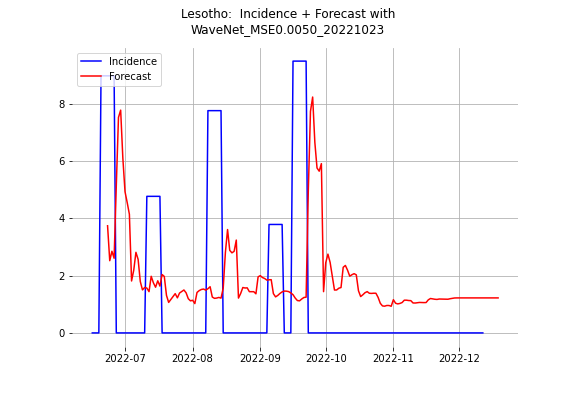 Lesotho:  Incidence + Forecast with
WaveNet_MSE0.0050_20221023
Incidence
Forecast
8
6
4
2
0
2022-07 2022-08 2022-09 2022-10 2022-11 2022-12